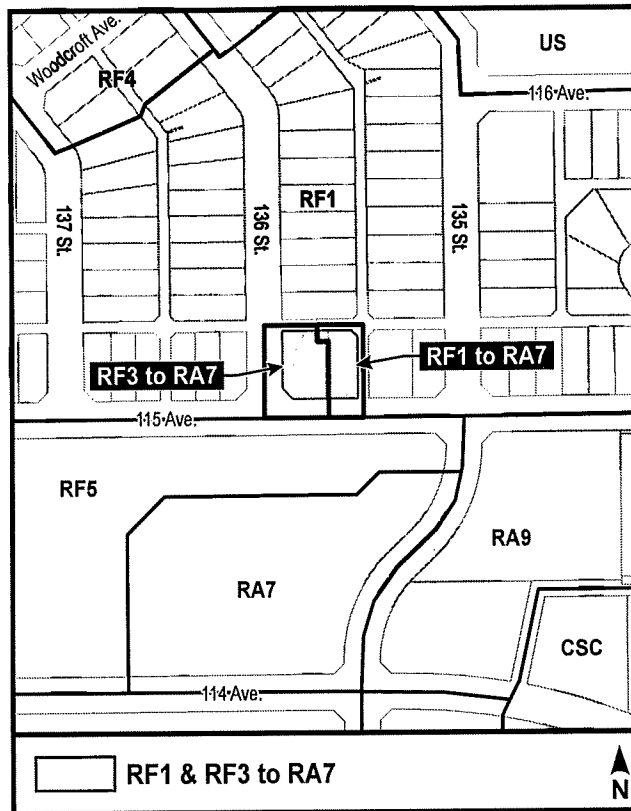 Woodcroft Ave.
RF4
US
116 Ave.
RF1
137 St.
136 St.
135 St.
RF3 to RA7
RF1 to RA7
115 Ave.
RF5
RA9
RA7
CSC
114 Ave.
RF1 & RF3 to RA7
N